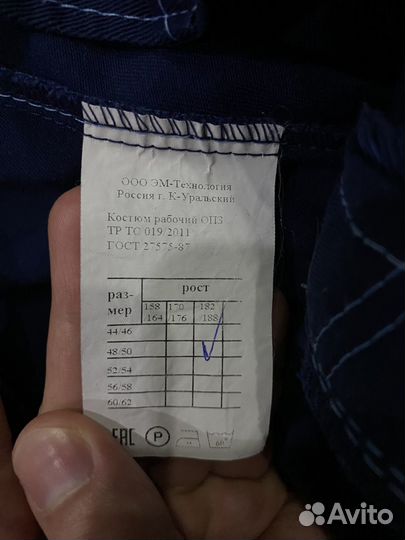 ООО ЭМ-Технология
Россия г. К-Уральский
Костюм рабочий ОПЗ
ТР ТС 019/2011
ГОСТ 27575-87
раз-
мер
рост
158 170 182
/164 /176 /188
44/46
48/50
52/54
56/58
60/62
EAC P 60°
Avito